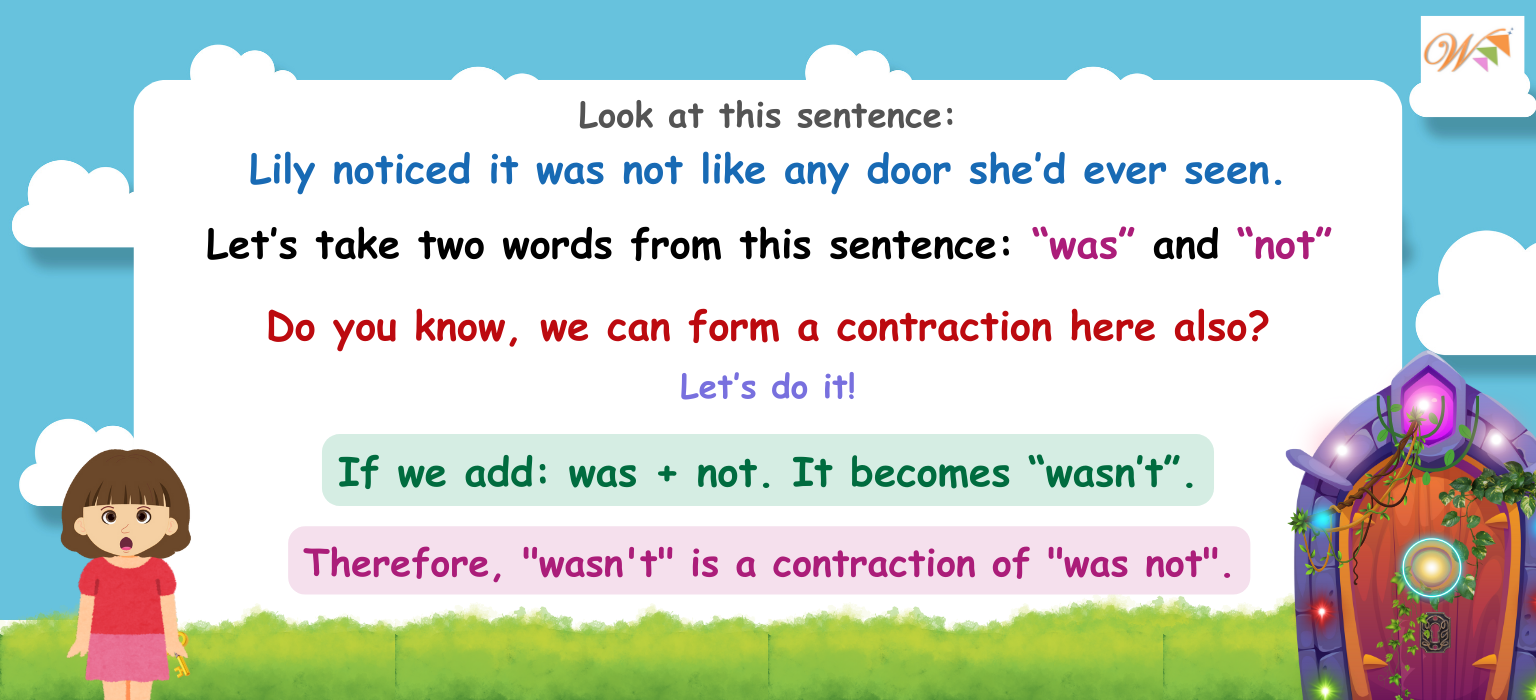 W
Look at this sentence:
Lily noticed it was not like any door she’d ever seen.
Let’s take two words from this sentence: “was” and “not”
Do you know, we can form a contraction here also?
Let’s do it!
If we add: was + not. It becomes “wasn’t”.
Therefore, "wasn't" is a contraction of "was not".